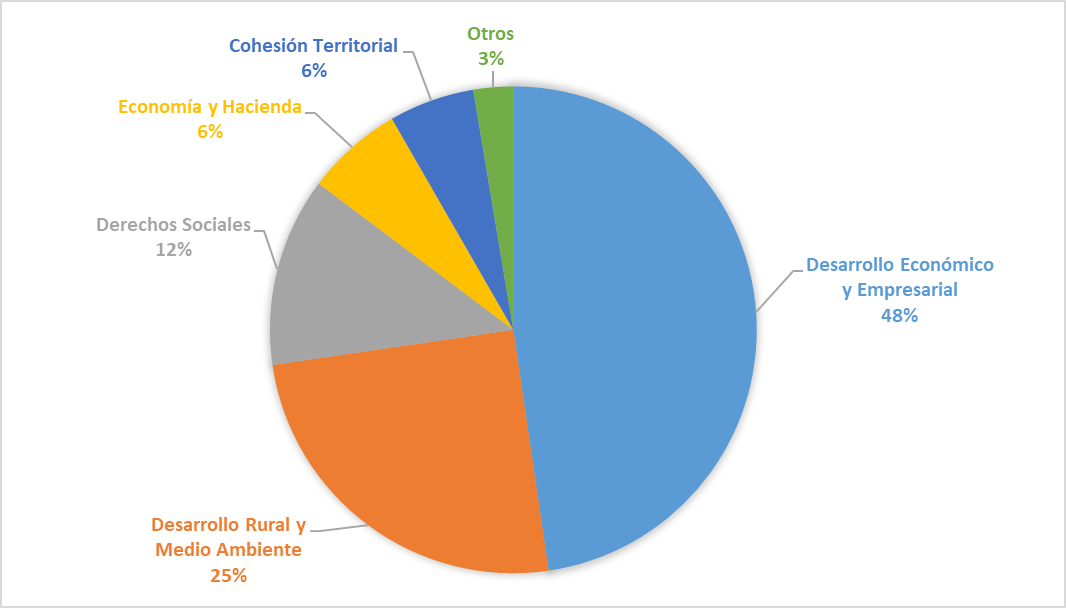 Otros
3%
Cohesión Territorial
6%
Economía y Hacienda
6%
Derechos Sociales
12%
Desarrollo Económico
y Empresarial
48%
Desarrollo Rural y
Medio Ambiente
25%